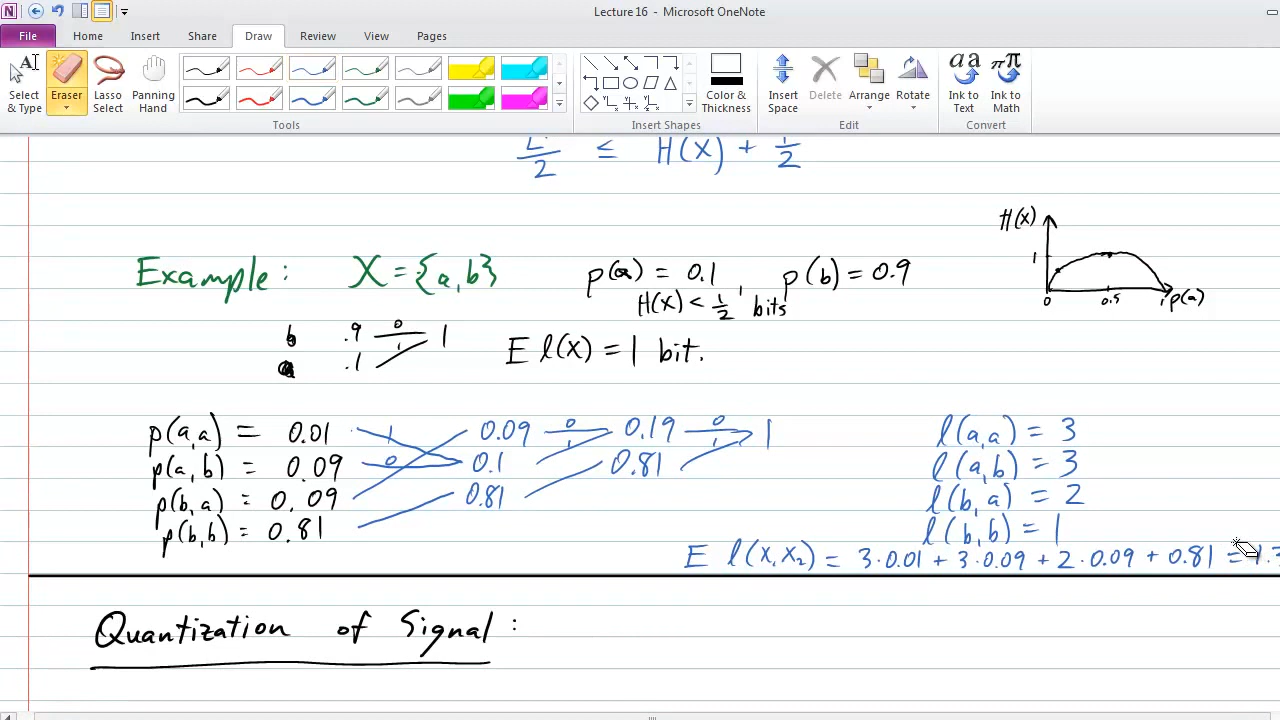 Lecture 16 - Microsoft OneNote
File Home Insert Share Draw Review View Pages
Select & Type Eraser Lasso Select Panning Hand Color & Thickness Insert Space Delete Arrange Rotate Ink to Text Ink to Math
Tools Insert Shapes Edit Convert
L/2 ≤ H(X) + 1/2
H(X)
1
0 0.5 1 p(a)
Example: X = {a,b} p(a) = 0.1, p(b) = 0.9
H(X) < 1/2 bits
b .9 0 1
a .1 1
E l(X) = 1 bit.
p(a,a) = 0.01 1 0.09 0 0.19 0 1 l(a,a) = 3
p(a,b) = 0.09 0 0.1 1 0.81 1 l(a,b) = 3
p(b,a) = 0.09 0.81 l(b,a) = 2
p(b,b) = 0.81 l(b,b) = 1
E l(X₁X₂) = 3·0.01 + 3·0.09 + 2·0.09 + 0.81 = 1.
Quantization of Signal: